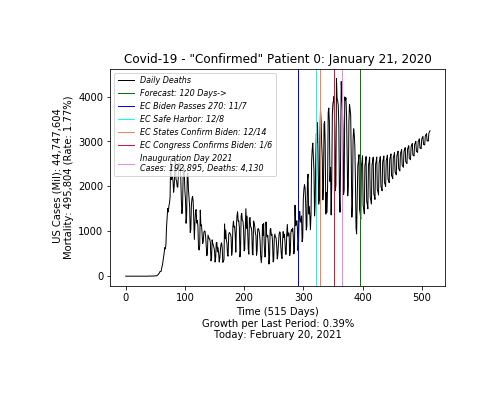 Covid-19 - "Confirmed" Patient 0: January 21, 2020
US Cases (Mil): 44,747,604
Mortality: 495,804 (Rate: 1.77%)
4000
3000
2000
1000
0
Daily Deaths
Forecast: 120 Days->
EC Biden Passes 270: 11/7
EC Safe Harbor: 12/8
EC States Confirm Biden: 12/14
EC Congress Confirms Biden: 1/6
Inauguration Day 2021
Cases: 192,895, Deaths: 4,130
0 100 200 300 400 500
Time (515 Days)
Growth per Last Period: 0.39%
Today: February 20, 2021